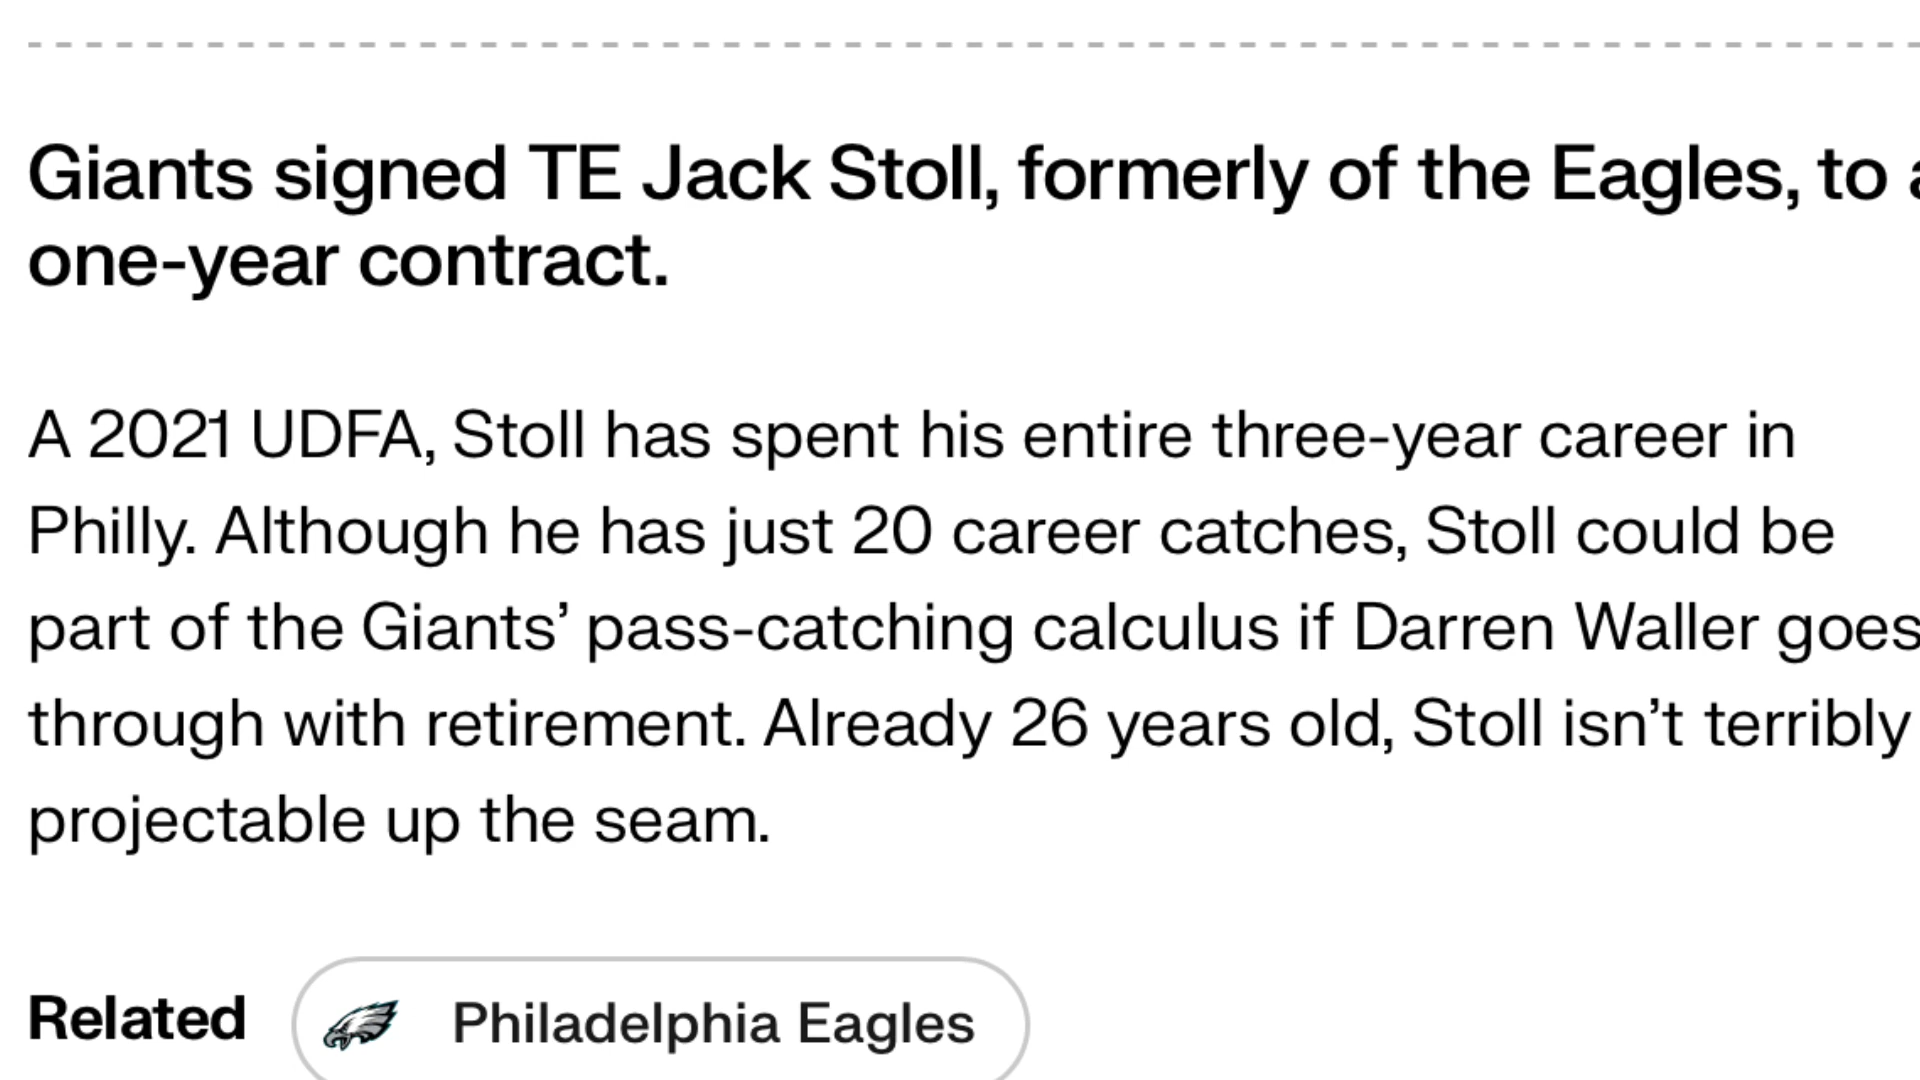 Giants signed TE Jack Stoll, formerly of the Eagles, to a
one-year contract.
A 2021 UDFA, Stoll has spent his entire three-year career in
Philly. Although he has just 20 career catches, Stoll could be
part of the Giants’ pass-catching calculus if Darren Waller goes
through with retirement. Already 26 years old, Stoll isn’t terribly
projectable up the seam.
Related
Philadelphia Eagles